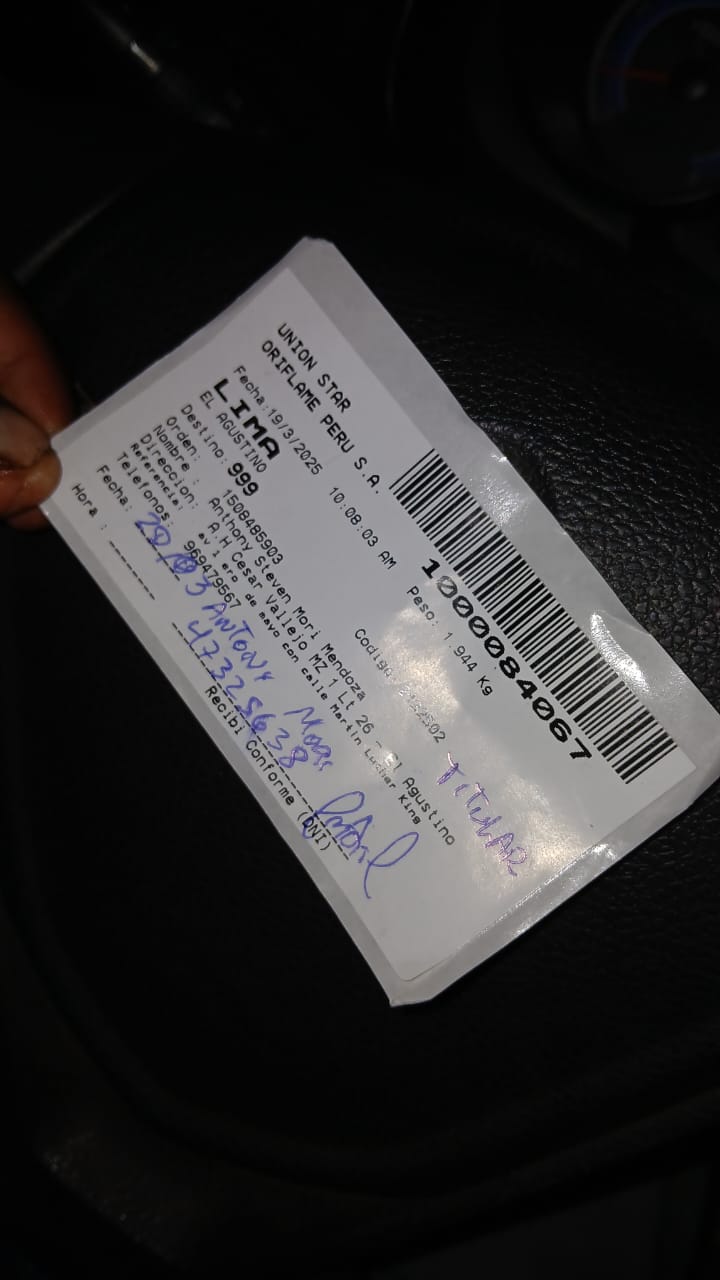 UNION STAR
ORIFLAME PERU S.A.
Fecha:19/3/2025 10:08:03 AM
LIMA
EL AGUSTINO
1000084067
Peso: 1.944 Kg
Destino: 999
Codigo:
Orden: 1508485903
Nombre : Anthony Steven Mori Mendoza
Direccion: A.H Cesar Vallejo MZ 1 Lt 26 - El Agustino
Referencia: av 1 ero de mayo con calle Martin Luther King
Telefonos: 969479567
TITULAR
Fecha: 20/03 ANTONY Mori
47328638
Hora :
Recibi Conforme (DNI)